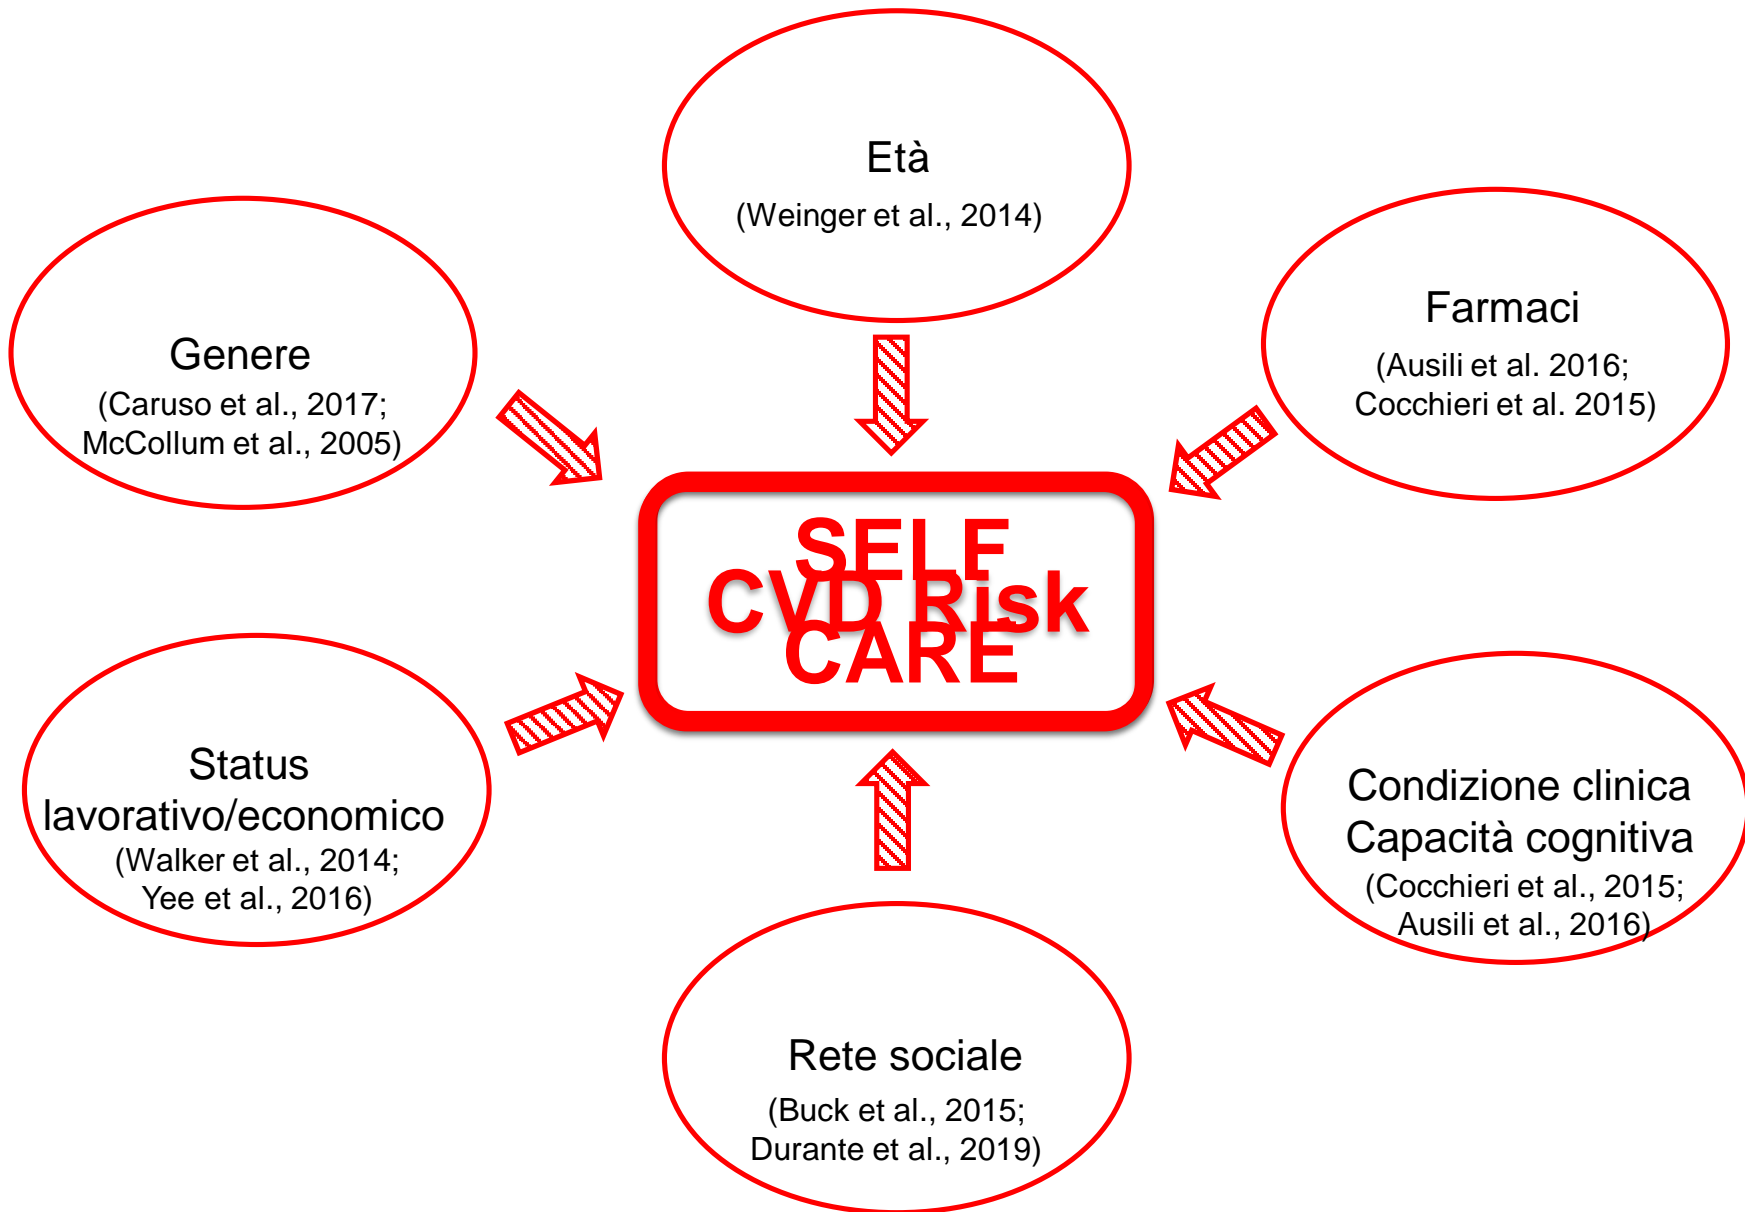 Età
(Weinger et al., 2014)
Genere
(Caruso et al., 2017;
McCollum et al., 2005)
Farmaci
(Ausili et al. 2016;
Cocchieri et al. 2015)
SELF
CARE
CVD Risk
Status
lavorativo/economico
(Walker et al., 2014;
Yee et al., 2016)
Condizione clinica
Capacità cognitiva
(Cocchieri et al., 2015;
Ausili et al., 2016)
Rete sociale
(Buck et al., 2015;
Durante et al., 2019)